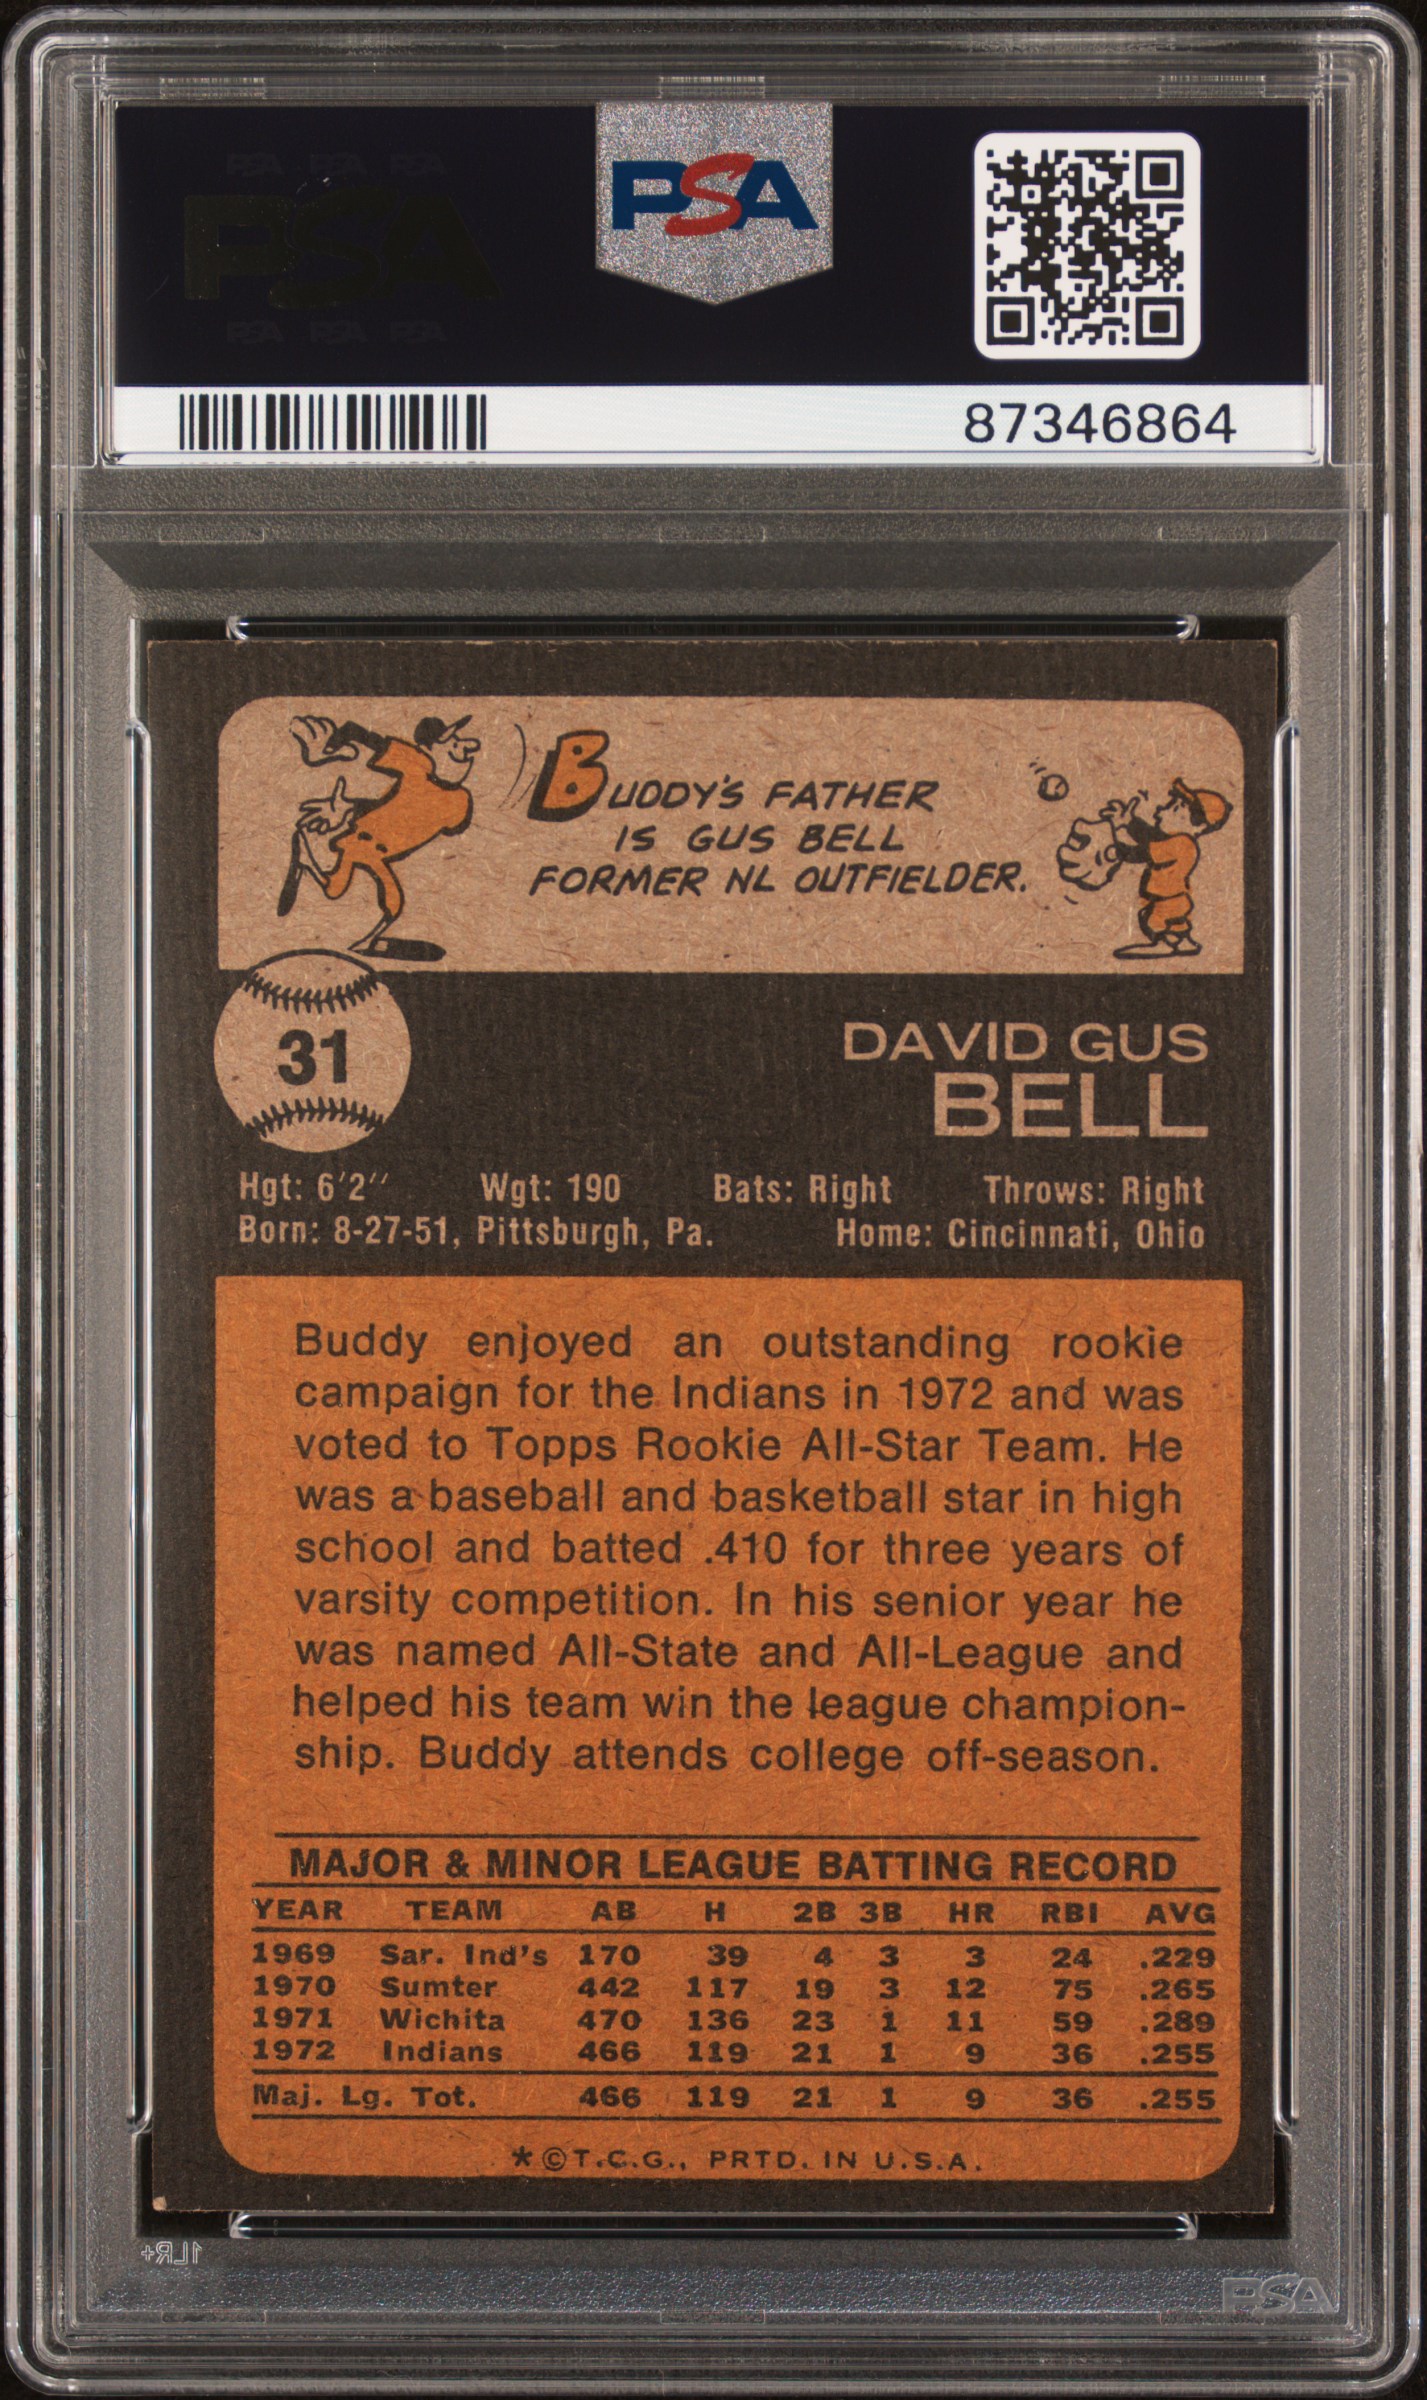 PSA PSA PSA
PSA
PSA PSA PSA
PSA
87346864
BUDDY'S FATHER
IS GUS BELL
FORMER NL OUTFIELDER.
31
DAVID GUS
BELL
Hgt: 6'2" Wgt: 190 Bats: Right Throws: Right
Born: 8-27-51, Pittsburgh, Pa. Home: Cincinnati, Ohio
Buddy enjoyed an outstanding rookie
campaign for the Indians in 1972 and was
voted to Topps Rookie All-Star Team. He
was a baseball and basketball star in high
school and batted .410 for three years of
varsity competition. In his senior year he
was named All-State and All-League and
helped his team win the league champion-
ship. Buddy attends college off-season.
MAJOR & MINOR LEAGUE BATTING RECORD
YEAR TEAM AB H 2B 3B HR RBI AVG
1969 Sar. Ind's 170 39 4 3 3 24 .229
1970 Sumter 442 117 19 3 12 75 .265
1971 Wichita 470 136 23 1 11 59 .289
1972 Indians 466 119 21 1 9 36 .255
Maj. Lg. Tot. 466 119 21 1 9 36 .255
*©T.C.G., PRTD. IN U.S.A.
1LR+
PSA